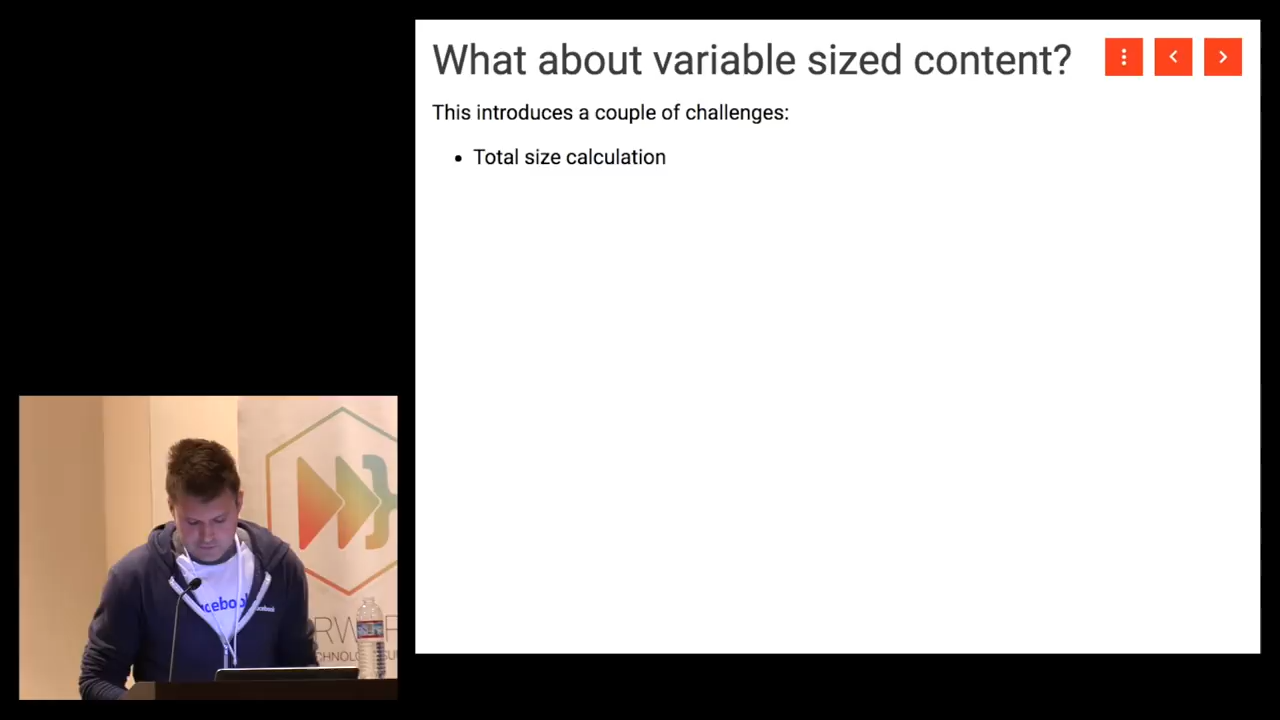 What about variable sized content?
This introduces a couple of challenges:
• Total size calculation